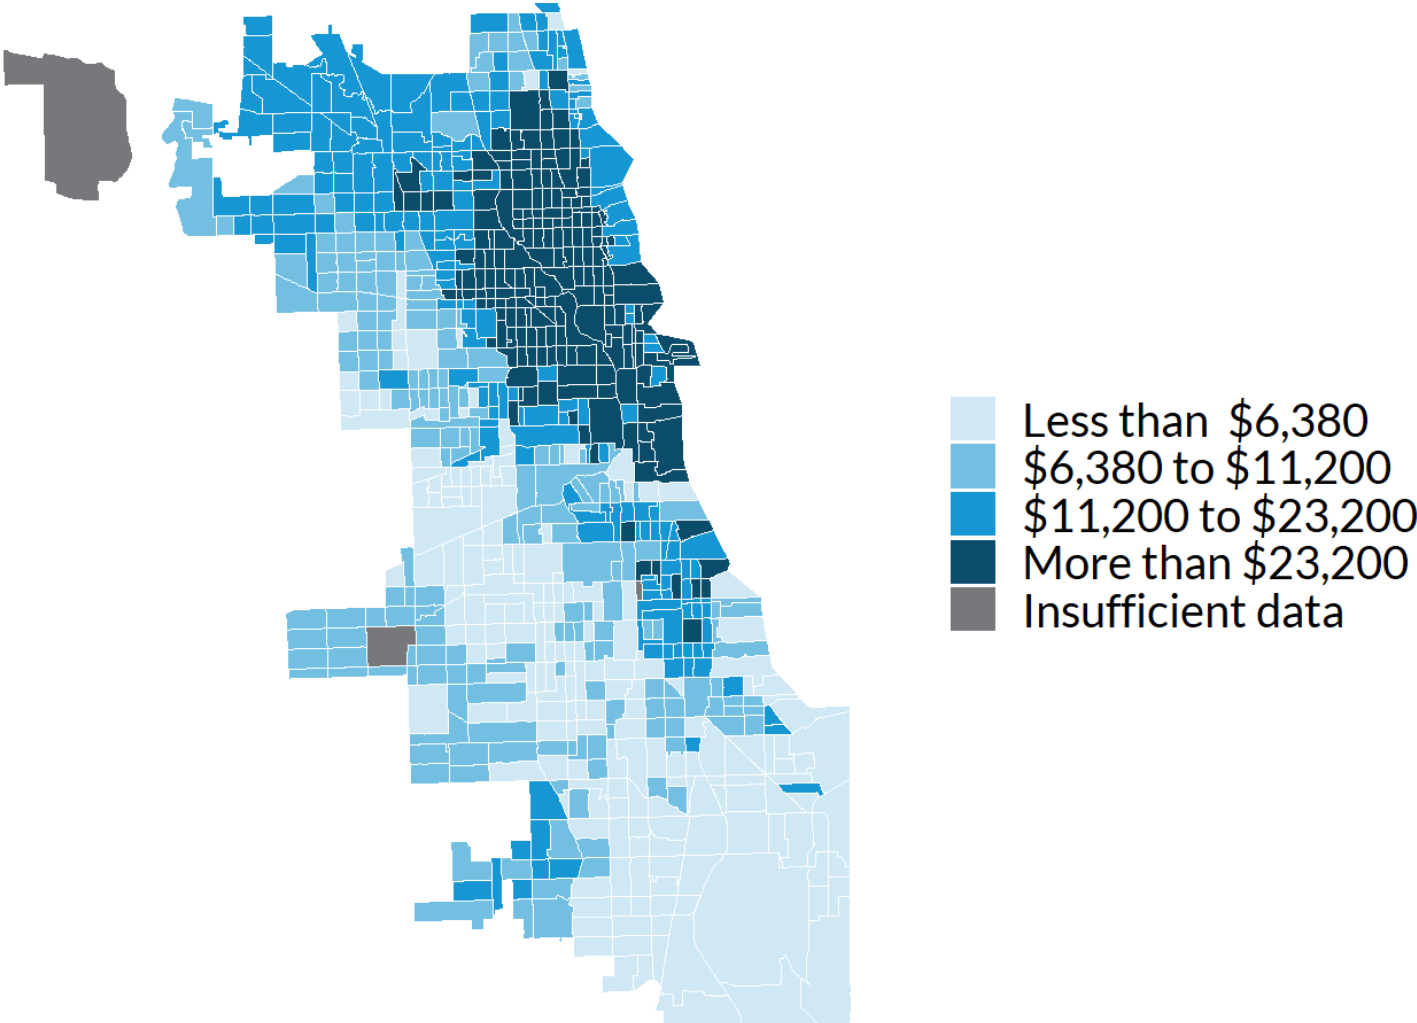 Less than $6,380
$6,380 to $11,200
$11,200 to $23,200
More than $23,200
Insufficient data